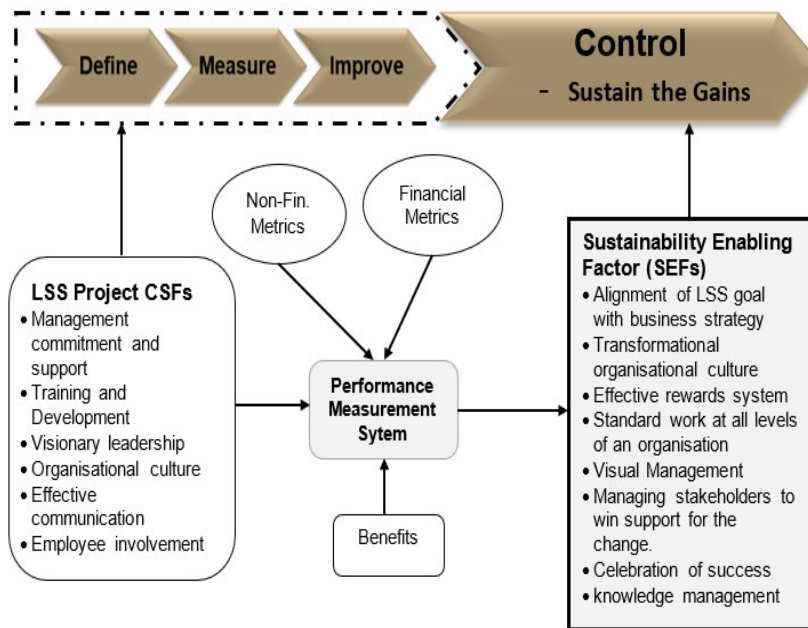 Define
Measure
Improve
Control
- Sustain the Gains
Non-Fin.
Metrics
Financial
Metrics
LSS Project CSFs
• Management
commitment and
support
• Training and
Development
• Visionary leadership
• Organisational culture
• Effective
communication
• Employee involvement
Performance
Measurement
Sytem
Benefits
Sustainability Enabling
Factor (SEFs)
• Alignment of LSS goal
with business strategy
• Transformational
organisational culture
• Effective rewards system
• Standard work at all levels
of an organisation
• Visual Management
• Managing stakeholders to
win support for the
change.
• Celebration of success
• knowledge management